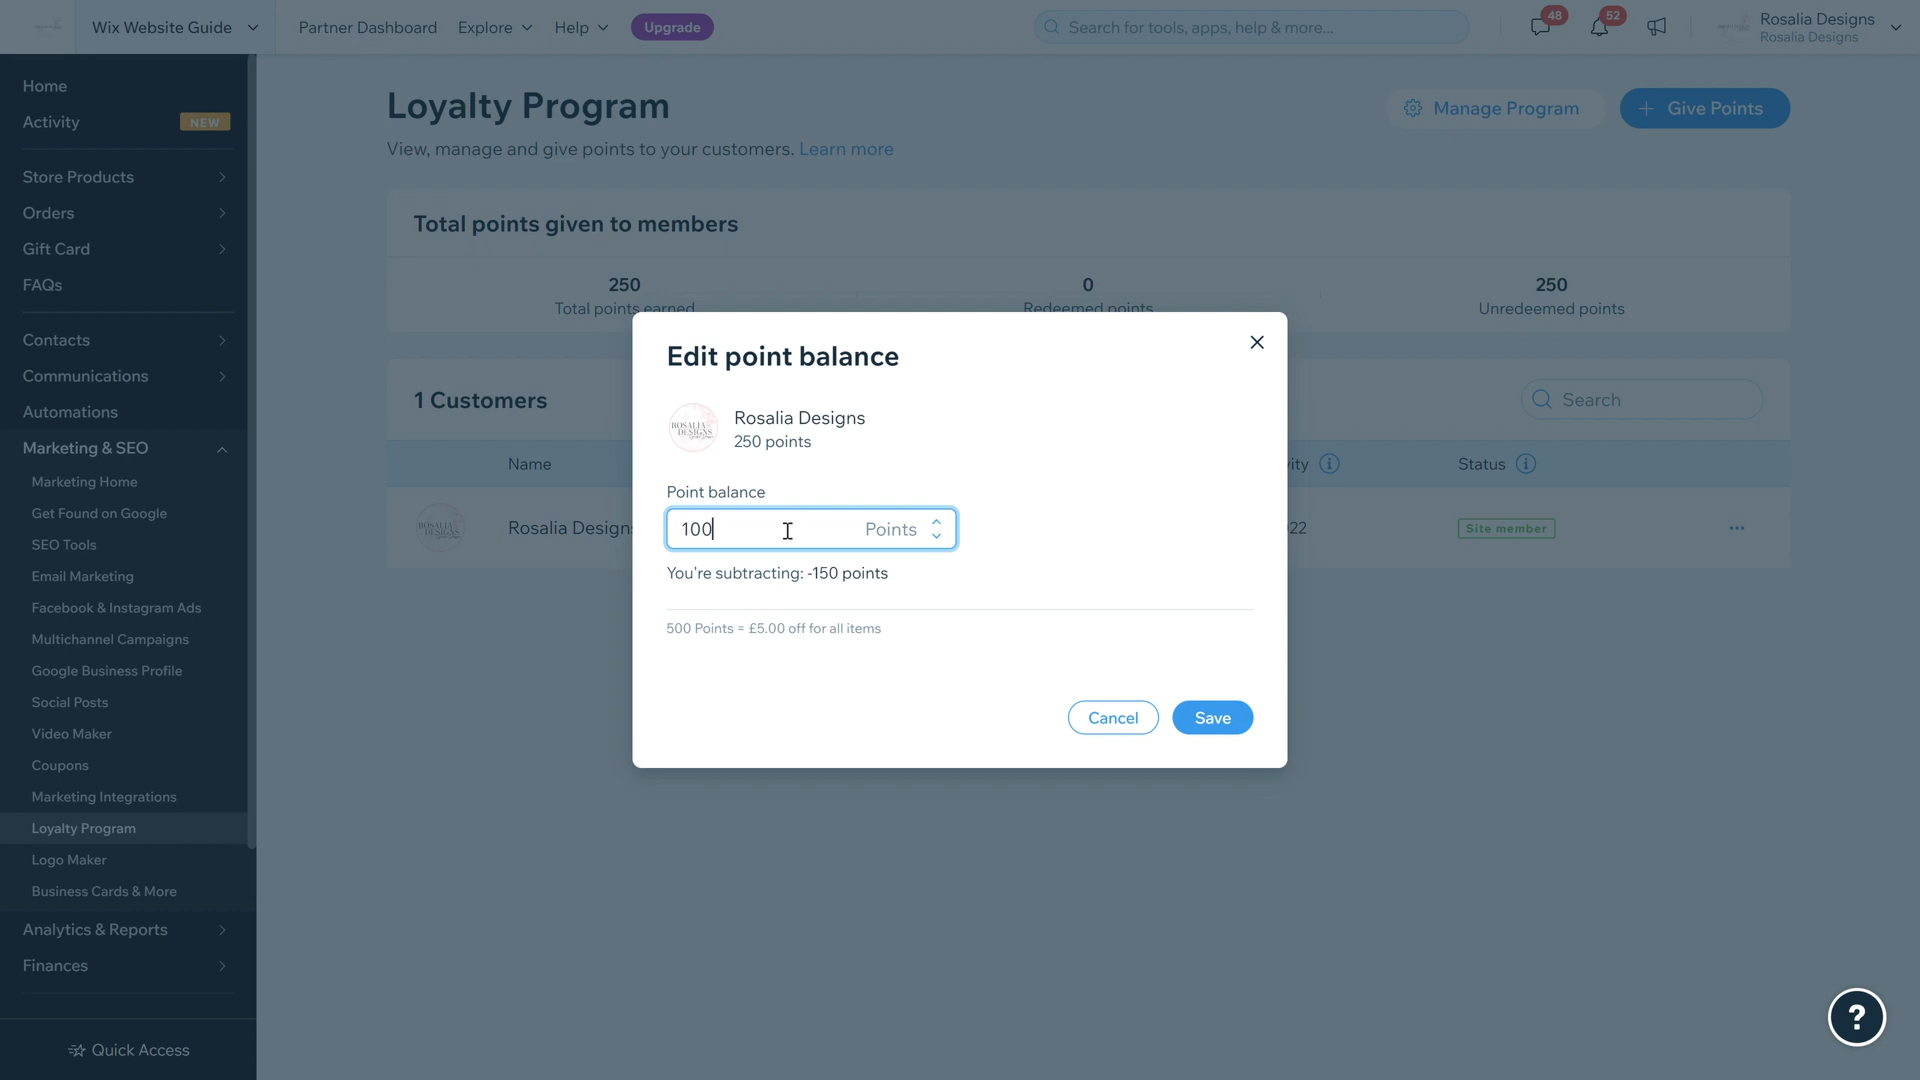 Wix Website Guide
Partner Dashboard
Explore
Help
Upgrade
Search for tools, apps, help & more...
48
52
Rosalia Designs
Rosalia Designs
Home
Activity
NEW
Store Products
Orders
Gift Card
FAQs
Contacts
Communications
Automations
Marketing & SEO
Marketing Home
Get Found on Google
SEO Tools
Email Marketing
Facebook & Instagram Ads
Multichannel Campaigns
Google Business Profile
Social Posts
Video Maker
Coupons
Marketing Integrations
Loyalty Program
Logo Maker
Business Cards & More
Analytics & Reports
Finances
Quick Access
Loyalty Program
Manage Program
+ Give Points
View, manage and give points to your customers. Learn more
Total points given to members
250
Total points earned
0
Redeemed points
250
Unredeemed points
1 Customers
Search
Name
ity
Status
ROSALIA
DESIGNS
Rosalia Designs
22
Site member
Edit point balance
ROSALIA
DESIGNS
Rosalia Designs
250 points
Point balance
100
Points
You're subtracting: -150 points
500 Points = £5.00 off for all items
Cancel
Save
?